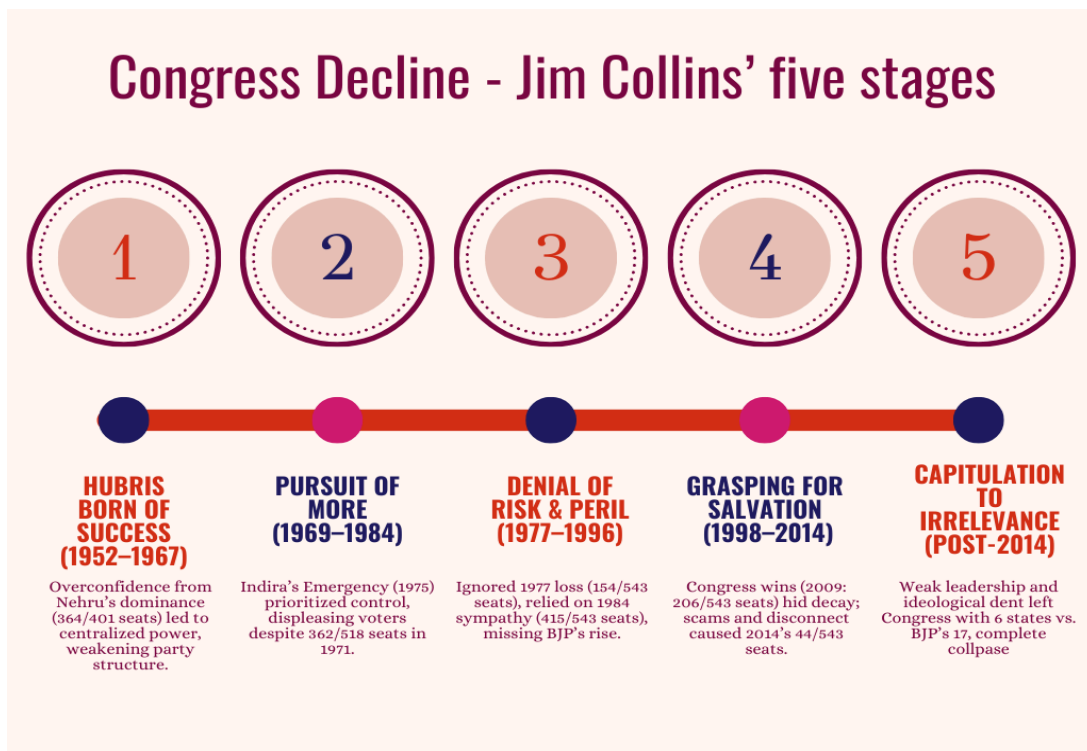 Congress Decline - Jim Collins’ five stages
1
2
3
4
5
HUBRIS
BORN OF
SUCCESS
(1952–1967)
Overconfidence from
Nehru’s dominance
(364/401 seats) led to
centralized power,
weakening party
structure.
PURSUIT OF
MORE
(1969–1984)
Indira’s Emergency (1975)
prioritized control,
displeasing voters
despite 362/518 seats in
1971.
DENIAL OF
RISK & PERIL
(1977–1996)
Ignored 1977 loss (154/543
seats), relied on 1984
sympathy (415/543 seats),
missing BJP’s rise.
GRASPING FOR
SALVATION
(1998–2014)
Congress wins (2009:
206/543 seats) hid decay;
scams and disconnect
caused 2014’s 44/543
seats.
CAPITULATION
TO
IRRELEVANCE
(POST-2014)
Weak leadership and
ideological dent left
Congress with 6 states vs.
BJP’s 17, complete
collpase